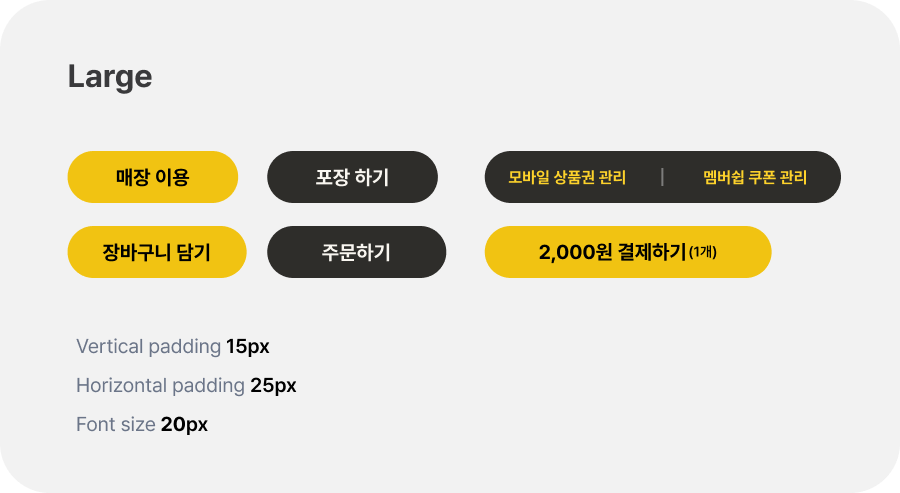 Large
매장 이용
포장 하기
모바일 상품권 관리 | 멤버쉽 쿠폰 관리
장바구니 담기
주문하기
2,000원 결제하기(1개)
Vertical padding 15px
Horizontal padding 25px
Font size 20px